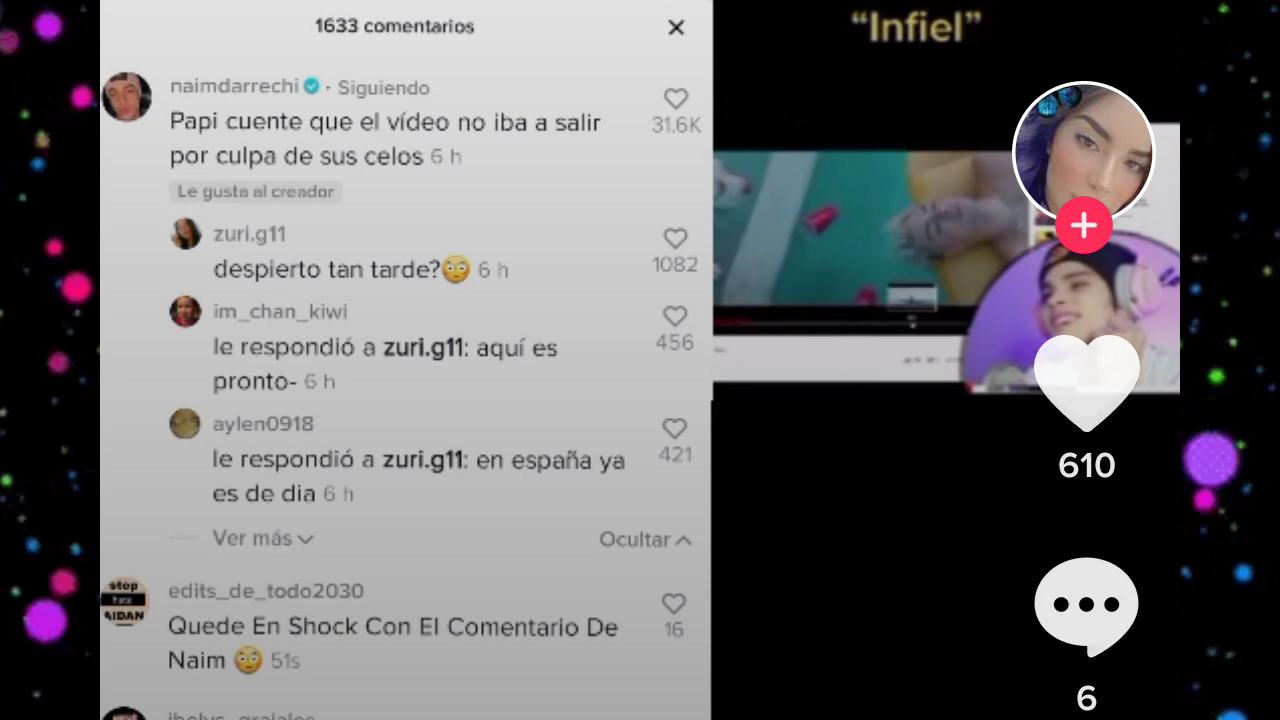 1633 comentarios
naimdarrechi · Siguiendo
Papi cuente que el vídeo no iba a salir
por culpa de sus celos 6 h
31.6K
Le gusta al creador
zuri.g11
despierto tan tarde?😳 6 h
1082
im_chan_kiwi
le respondió a zuri.g11: aquí es
pronto- 6 h
456
aylen0918
le respondió a zuri.g11: en españa ya
es de dia 6 h
421
Ver más
Ocultar
stop
hate
AIDAN
edits_de_todo2030
Quede En Shock Con El Comentario De
Naim 😳 51s
16
“Infiel”
610
6